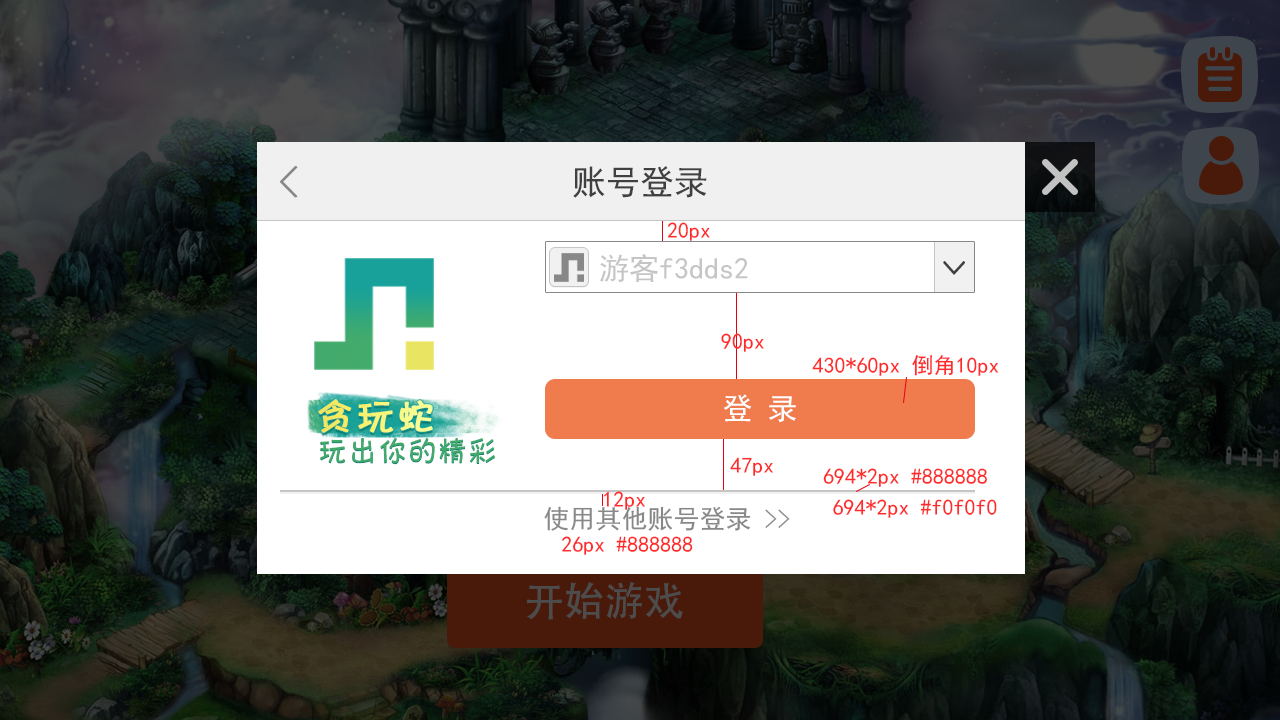 账号登录
20px
游客f3dds2
90px
430*60px 倒角10px
登 录
贪玩蛇
玩出你的精彩
47px
694*2px #888888
12px
694*2px #f0f0f0
使用其他账号登录 >>
26px #888888
开始游戏